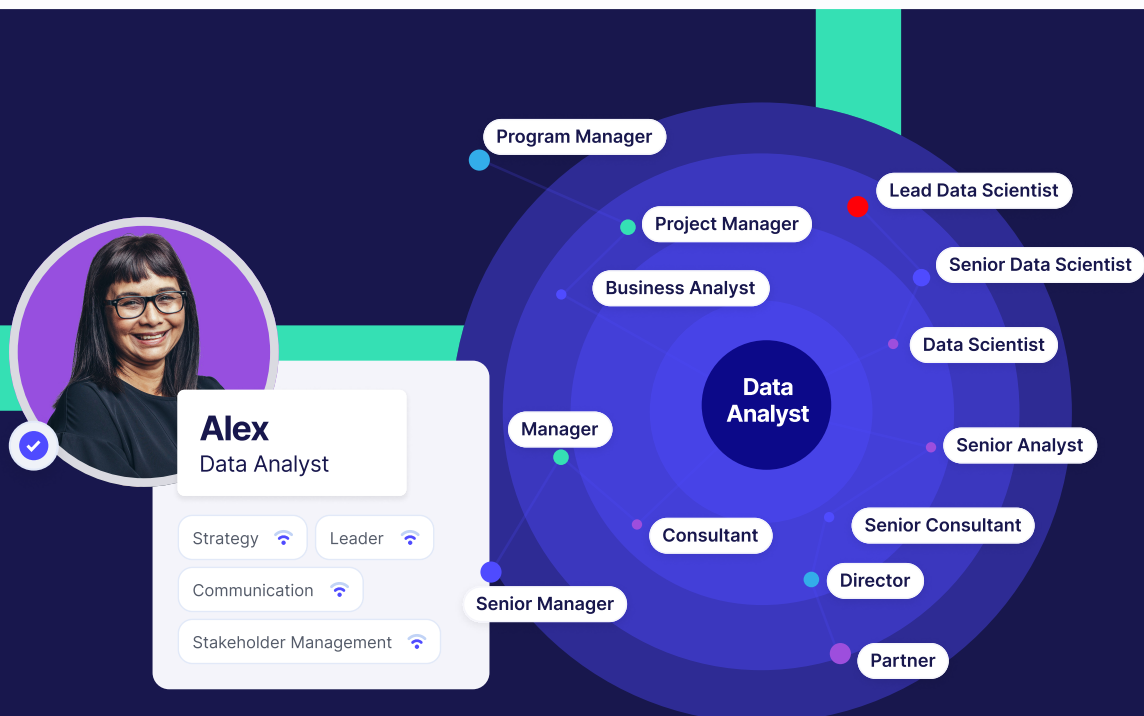 Program Manager
Lead Data Scientist
Project Manager
Senior Data Scientist
Business Analyst
Data Scientist
Data
Analyst
Alex
Data Analyst
Manager
Senior Analyst
Strategy
Leader
Consultant
Senior Consultant
Communication
Director
Senior Manager
Stakeholder Management
Partner